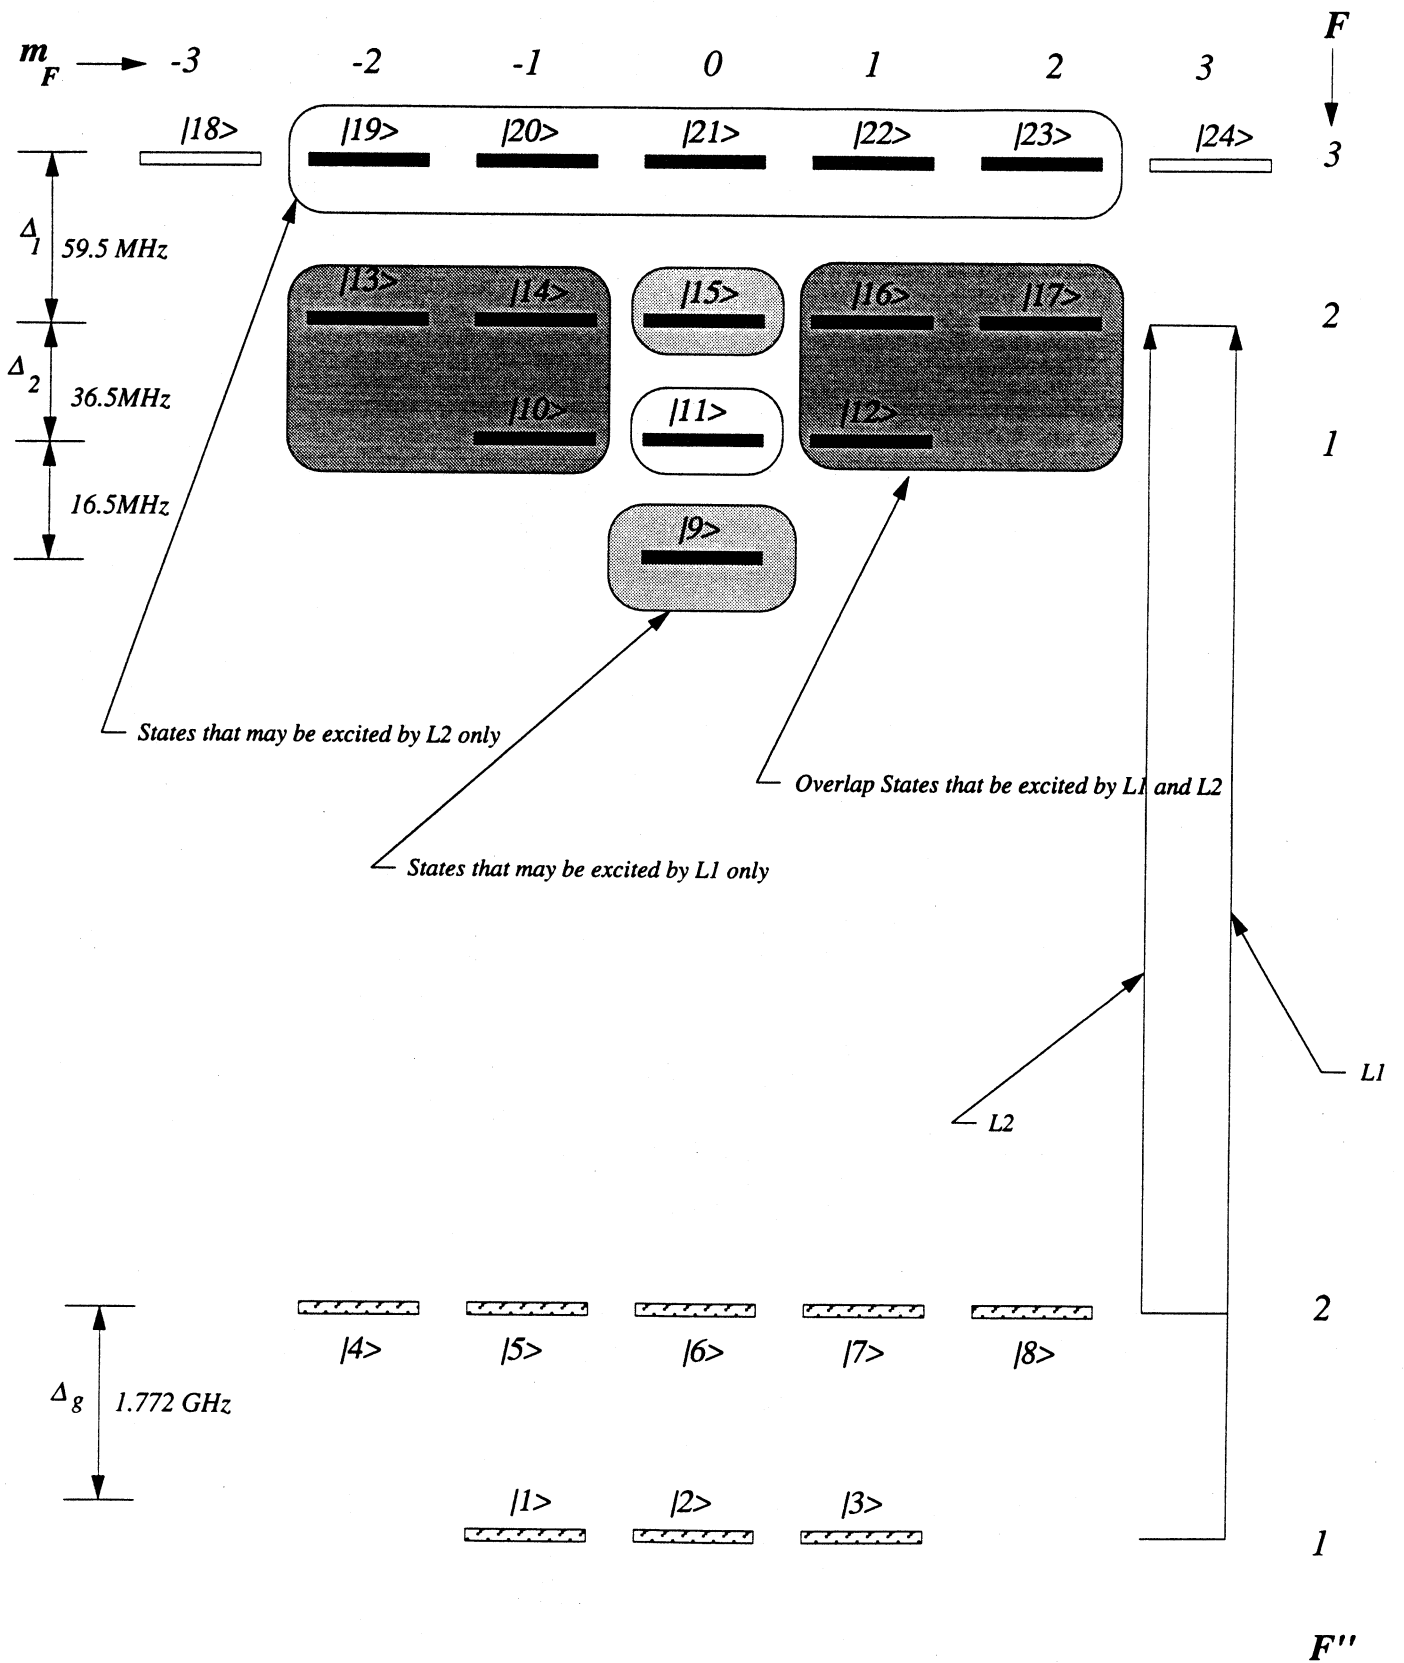 m_F -3 -2 -1 0 1 2 3 F
|18> |19> |20> |21> |22> |23> |24> 3
Δ_1 59.5 MHz
|13> |14> |15> |16> |17> 2
Δ_2 36.5MHz
|10> |11> |12> 1
16.5MHz
|9>
States that may be excited by L2 only
Overlap States that be excited by L1 and L2
States that may be excited by L1 only
L1
L2
2
|4> |5> |6> |7> |8>
Δ_g 1.772 GHz
|1> |2> |3>
1
F"